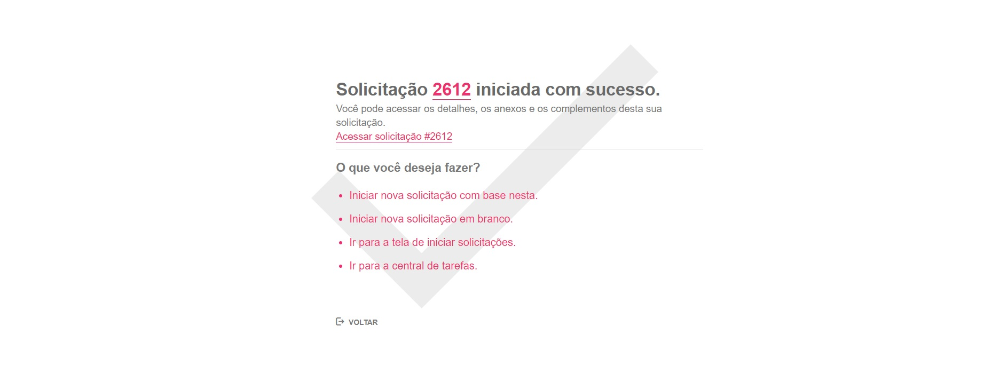 Solicitação 2612 iniciada com sucesso.
Você pode acessar os detalhes, os anexos e os complementos desta sua
solicitação.
Acessar solicitação #2612
O que você deseja fazer?
• Iniciar nova solicitação com base nesta.
• Iniciar nova solicitação em branco.
• Ir para a tela de iniciar solicitações.
• Ir para a central de tarefas.
VOLTAR